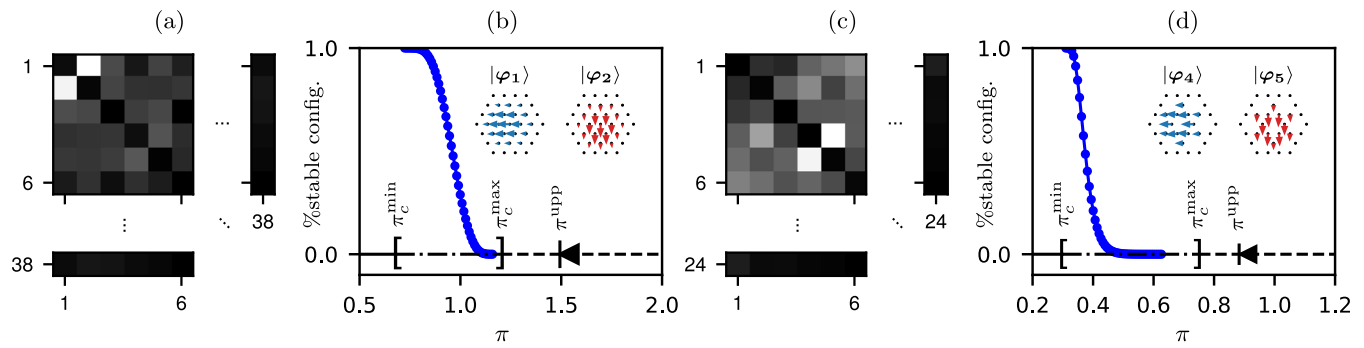 (a)
1
6
38
1
6
...
⋮
⋱
38
(b)
%stable config.
1.0
0.0
0.5
1.0
1.5
2.0
π
|φ₁⟩
|φ₂⟩
π_c^min
π_c^max
π^upp
(c)
1
6
24
1
6
...
⋮
⋱
24
(d)
%stable config.
1.0
0.0
0.2
0.4
0.6
0.8
1.0
1.2
π
|φ₄⟩
|φ₅⟩
π_c^min
π_c^max
π^upp